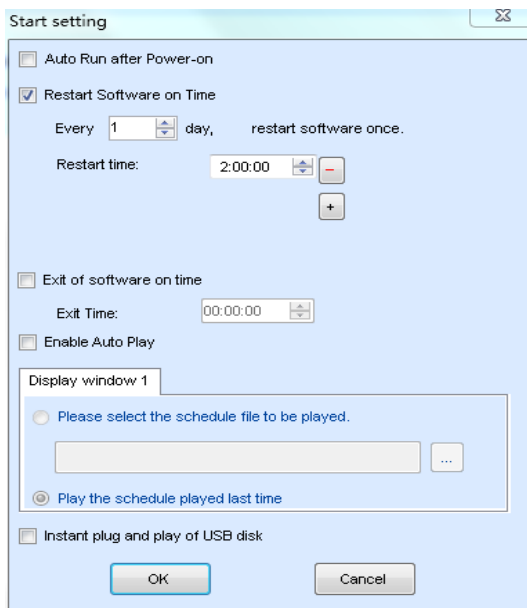 Start setting
Auto Run after Power-on
Restart Software on Time
Every 1 day, restart software once.
Restart time: 2:00:00 −
+
Exit of software on time
Exit Time: 00:00:00
Enable Auto Play
Display window 1
Please select the schedule file to be played.
...
Play the schedule played last time
Instant plug and play of USB disk
OK Cancel